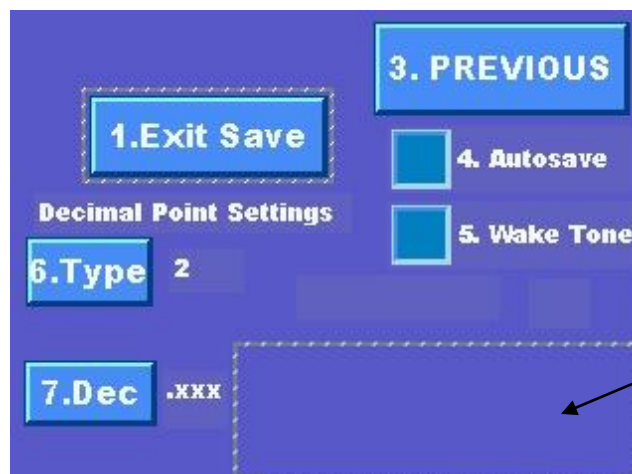 3. PREVIOUS
1.Exit Save
4. Autosave
Decimal Point Settings
5. Wake Tone
6.Type 2
7.Dec .xxx